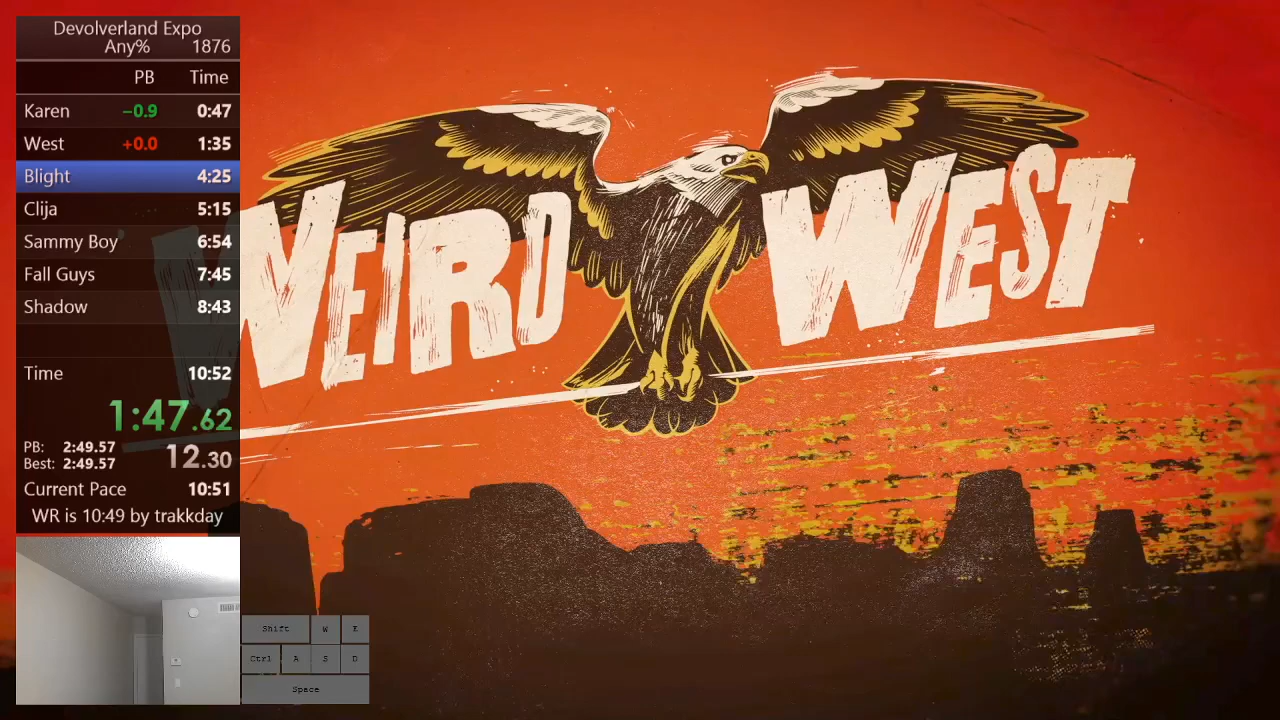 Devolverland Expo
Any% 1876
PB Time
Karen −0.9 0:47
West +0.0 1:35
Blight 4:25
Clija 5:15
Sammy Boy 6:54
Fall Guys 7:45
Shadow 8:43
Time 10:52
1:47.62
PB: 2:49.57
Best: 2:49.57
12.30
Current Pace 10:51
WR is 10:49 by trakkday
WEIRD WEST
Shift W E
Ctrl A S D
Space